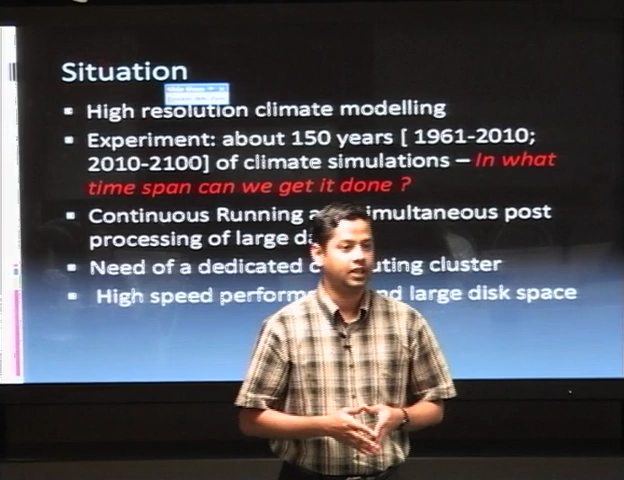 Situation
▪ High resolution climate modelling
▪ Experiment: about 150 years [ 1961-2010;
2010-2100] of climate simulations – In what
time span can we get it done ?
▪ Continuous Running a simultaneous post
processing of large da
▪ Need of a dedicated c uting cluster
▪ High speed perform nd large disk space